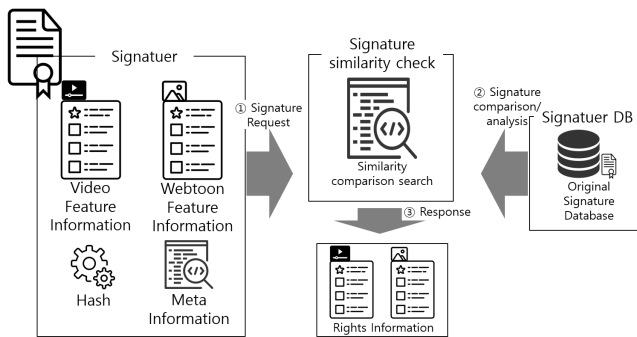 Signatuer
Video
Feature
Information
Webtoon
Feature
Information
Hash
Meta
Information
① Signature
Request
Signature
similarity check
Similarity
comparison search
② Signature
comparison/
analysis
Signatuer DB
Original
Signature
Database
③ Response
Rights Information